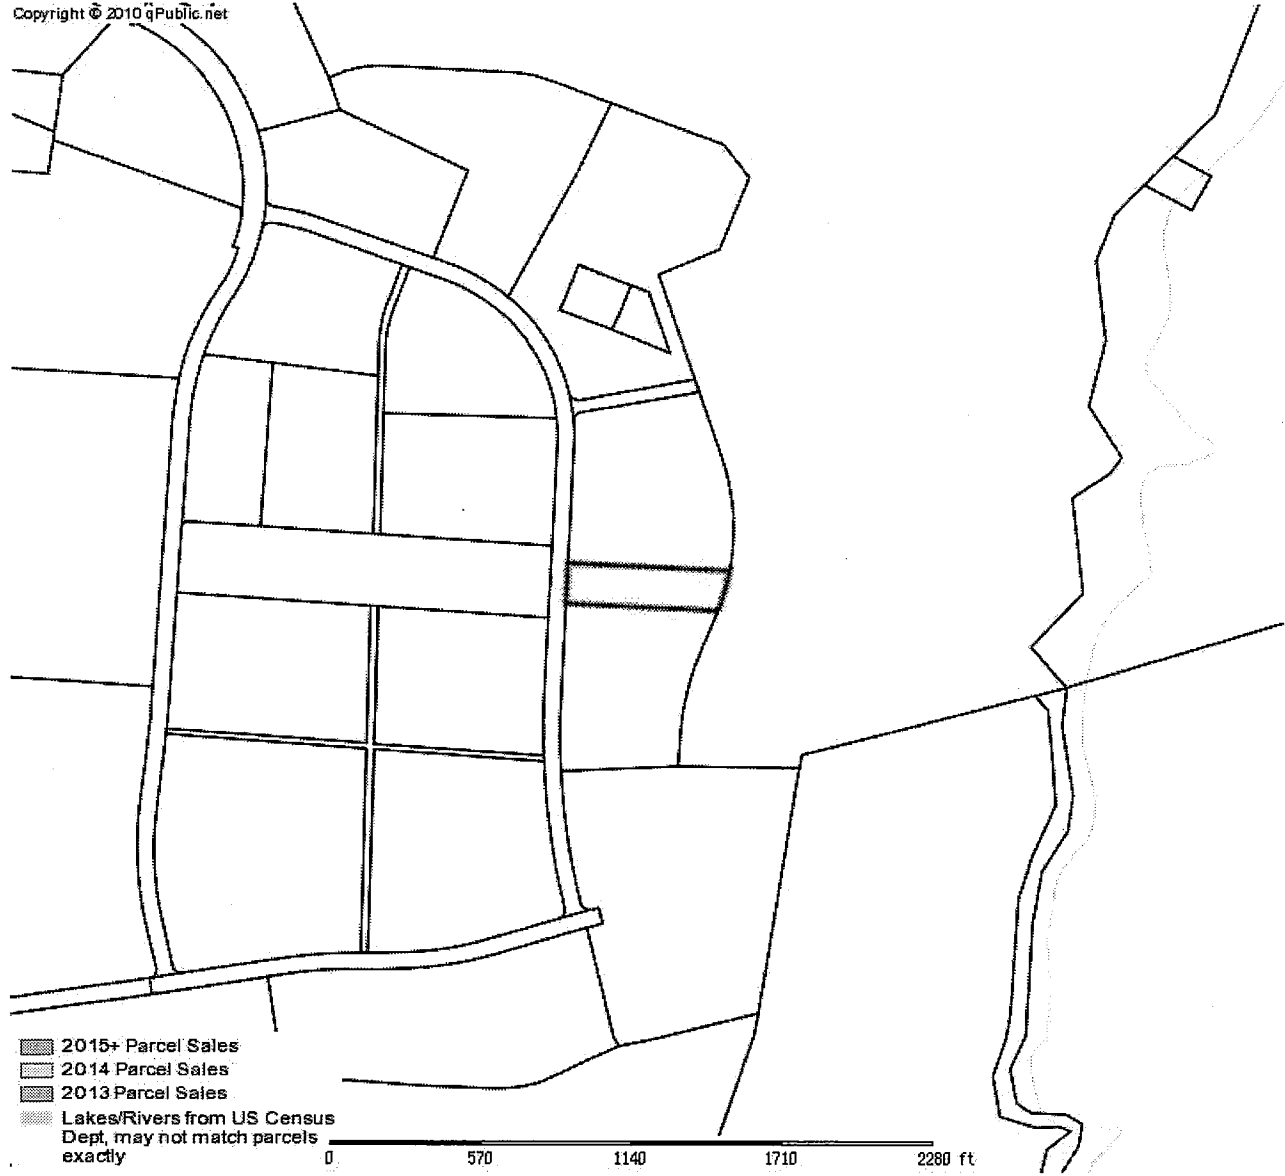 Copyright © 2010 qPublic.net
2015+ Parcel Sales
2014 Parcel Sales
2013 Parcel Sales
Lakes/Rivers from US Census
Dept, may not match parcels
exactly
0 570 1140 1710 2280 ft